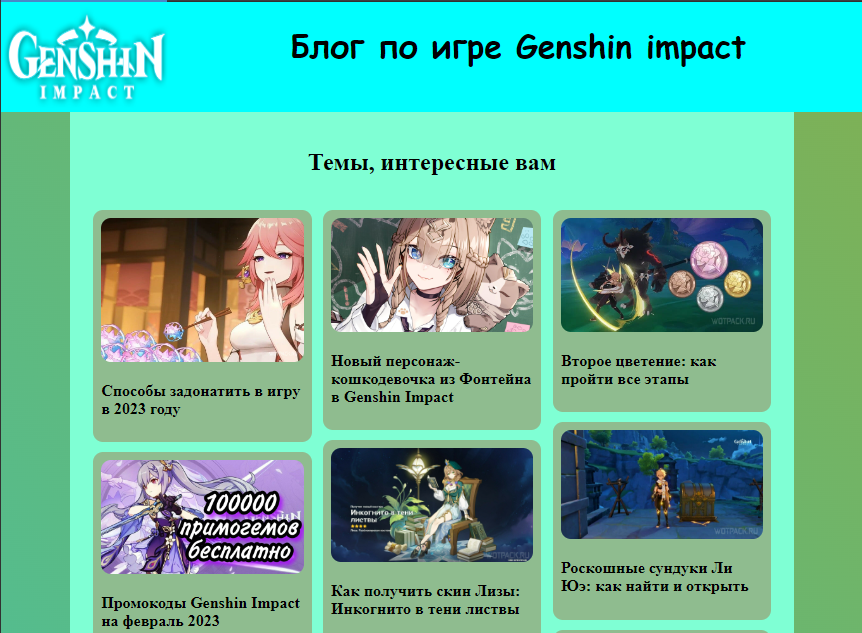 GENSHIN
IMPACT
Блог по игре Genshin impact
Темы, интересные вам
Способы задонатить в игру
в 2023 году
Новый персонаж-
кошкодевочка из Фонтейна
в Genshin Impact
WOTPACK.RU
Второе цветение: как
пройти все этапы
100000
примогемов
бесплатно
Промокоды Genshin Impact
на февраль 2023
Инкогнито в тени
листвы
WOTPACK.RU
Как получить скин Лизы:
Инкогнито в тени листвы
Genshin
WOTPACK.RU
Роскошные сундуки Ли
Юэ: как найти и открыть